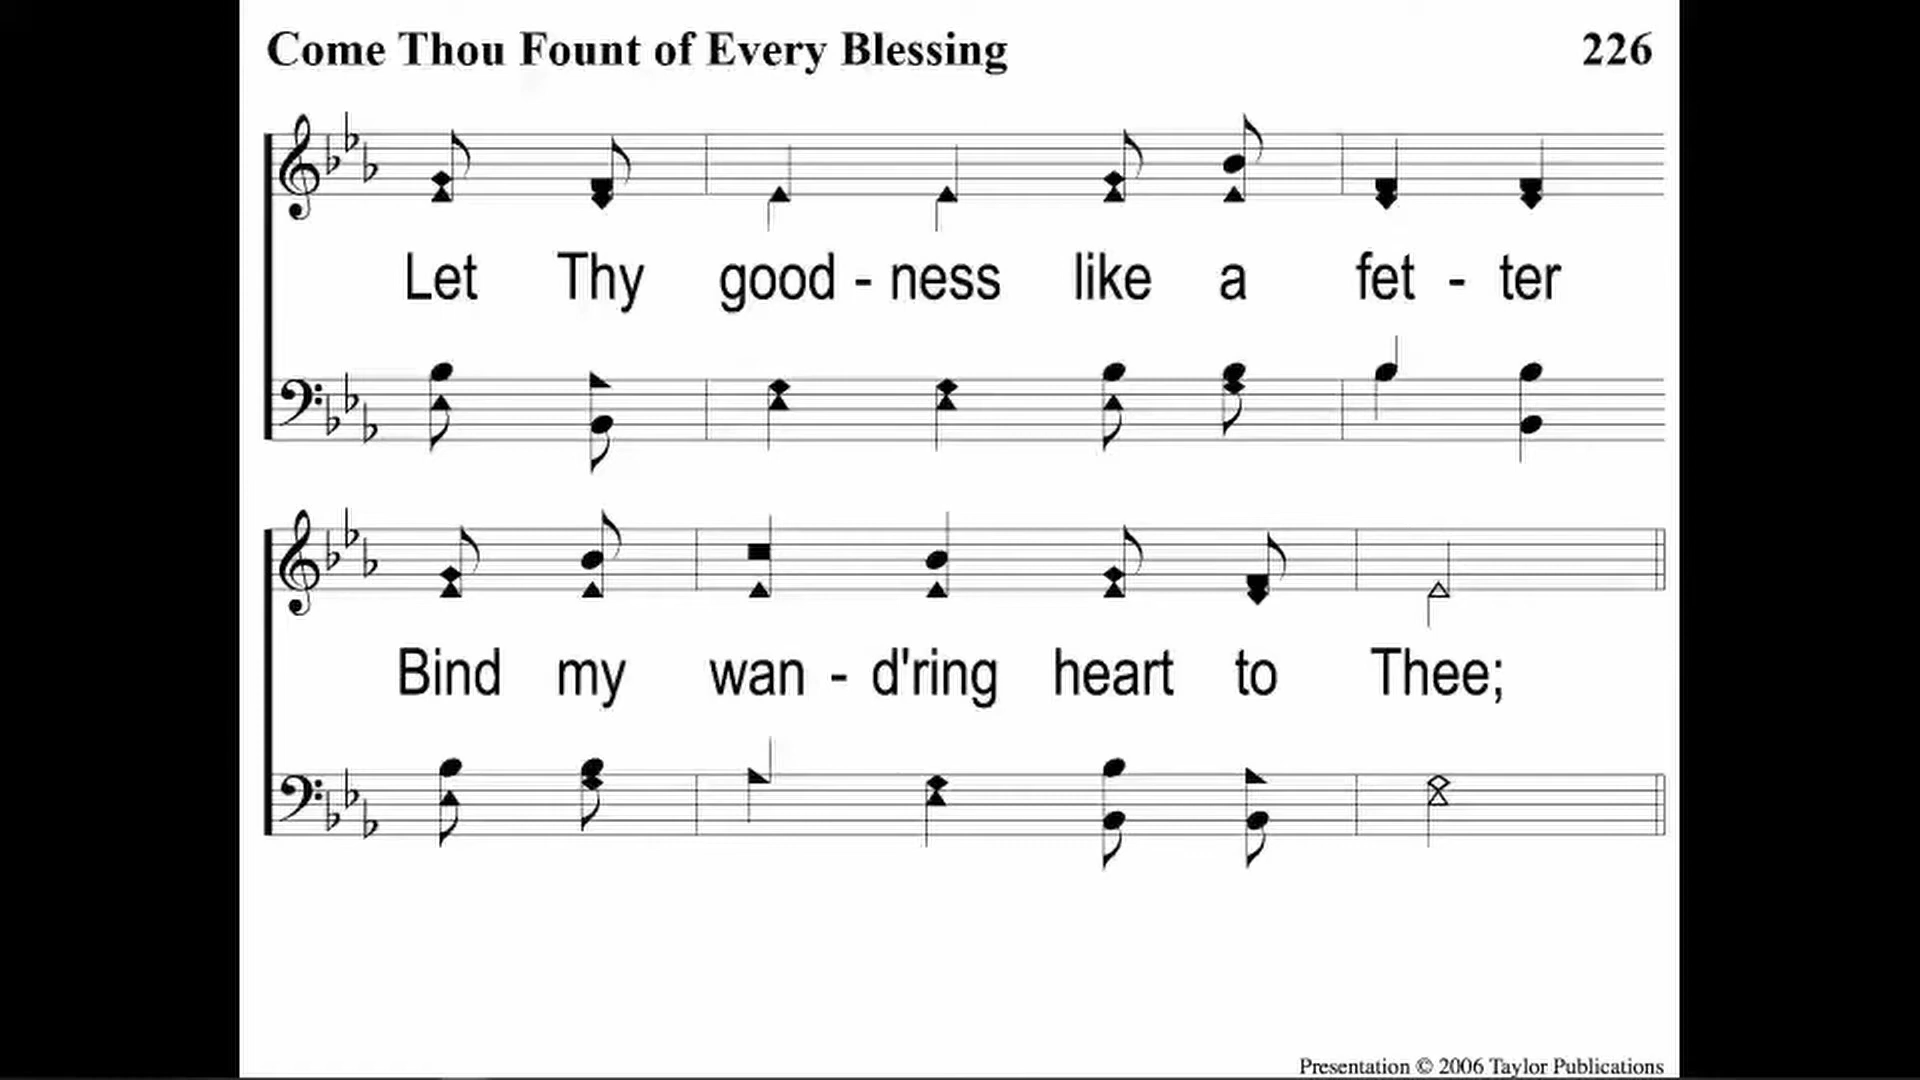 Come Thou Fount of Every Blessing 226
Let Thy good - ness like a fet - ter
Bind my wan - d'ring heart to Thee;
Presentation © 2006 Taylor Publications